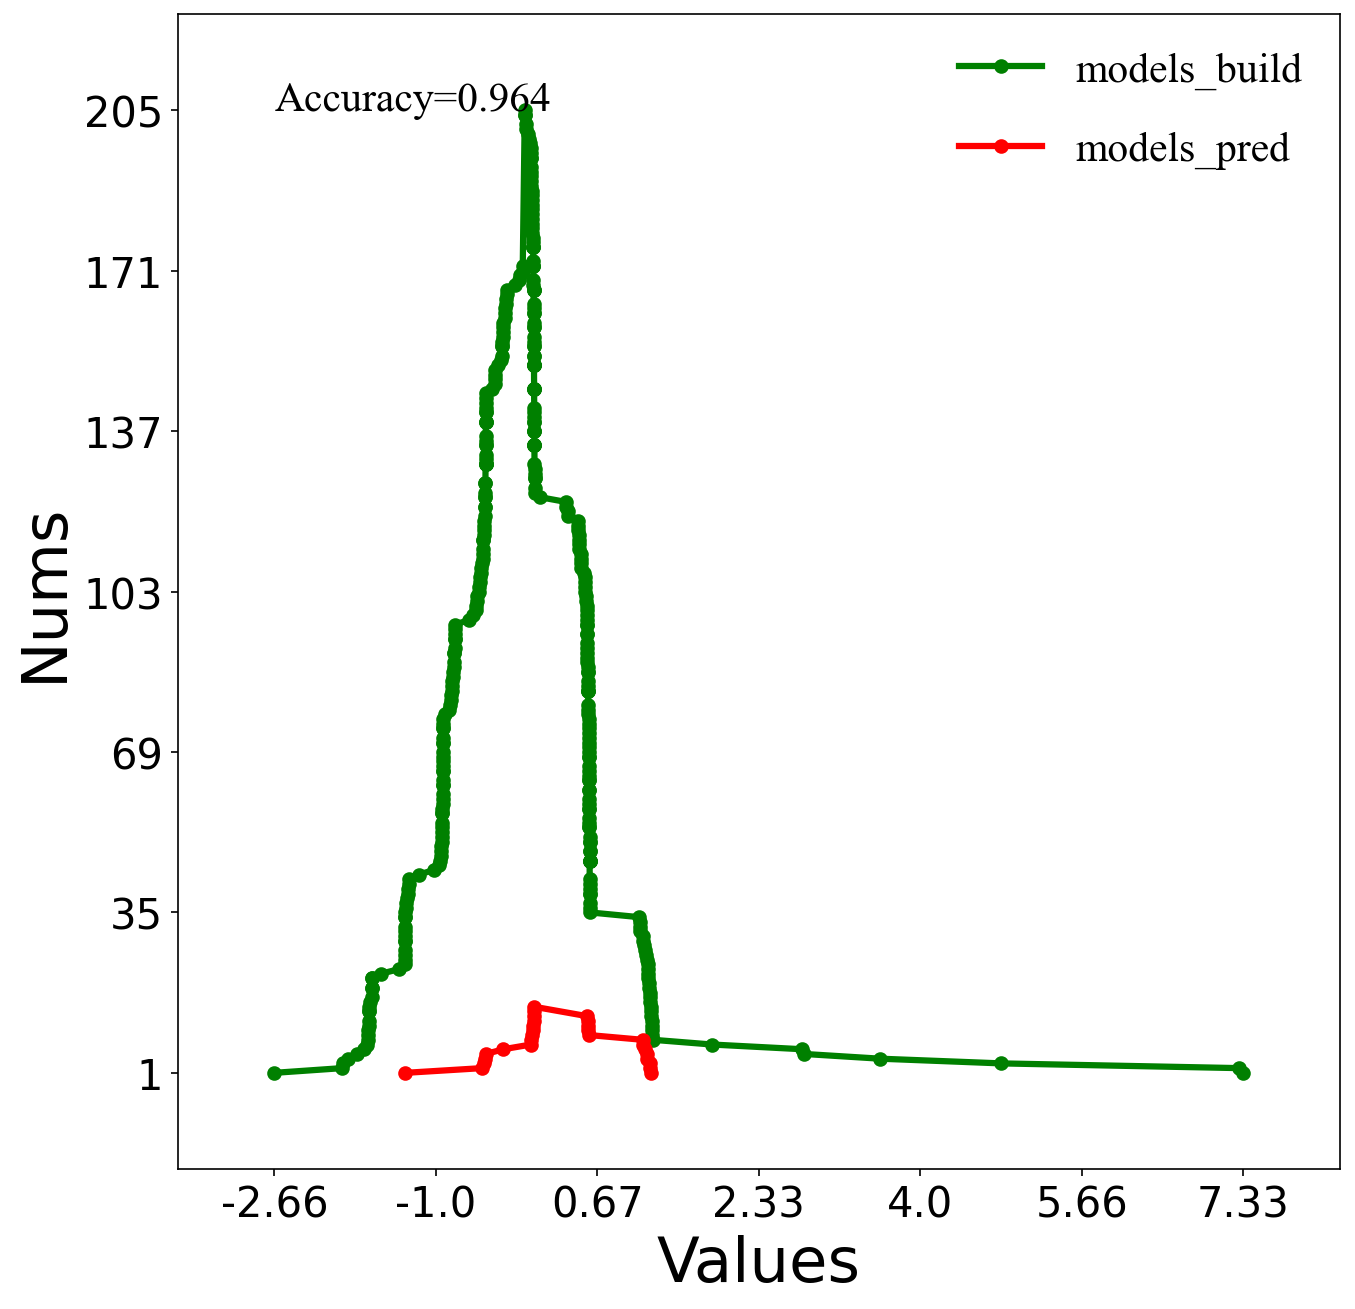 Accuracy=0.964
models_build
models_pred
205
171
137
103
69
35
1
Nums
-2.66 -1.0 0.67 2.33 4.0 5.66 7.33
Values